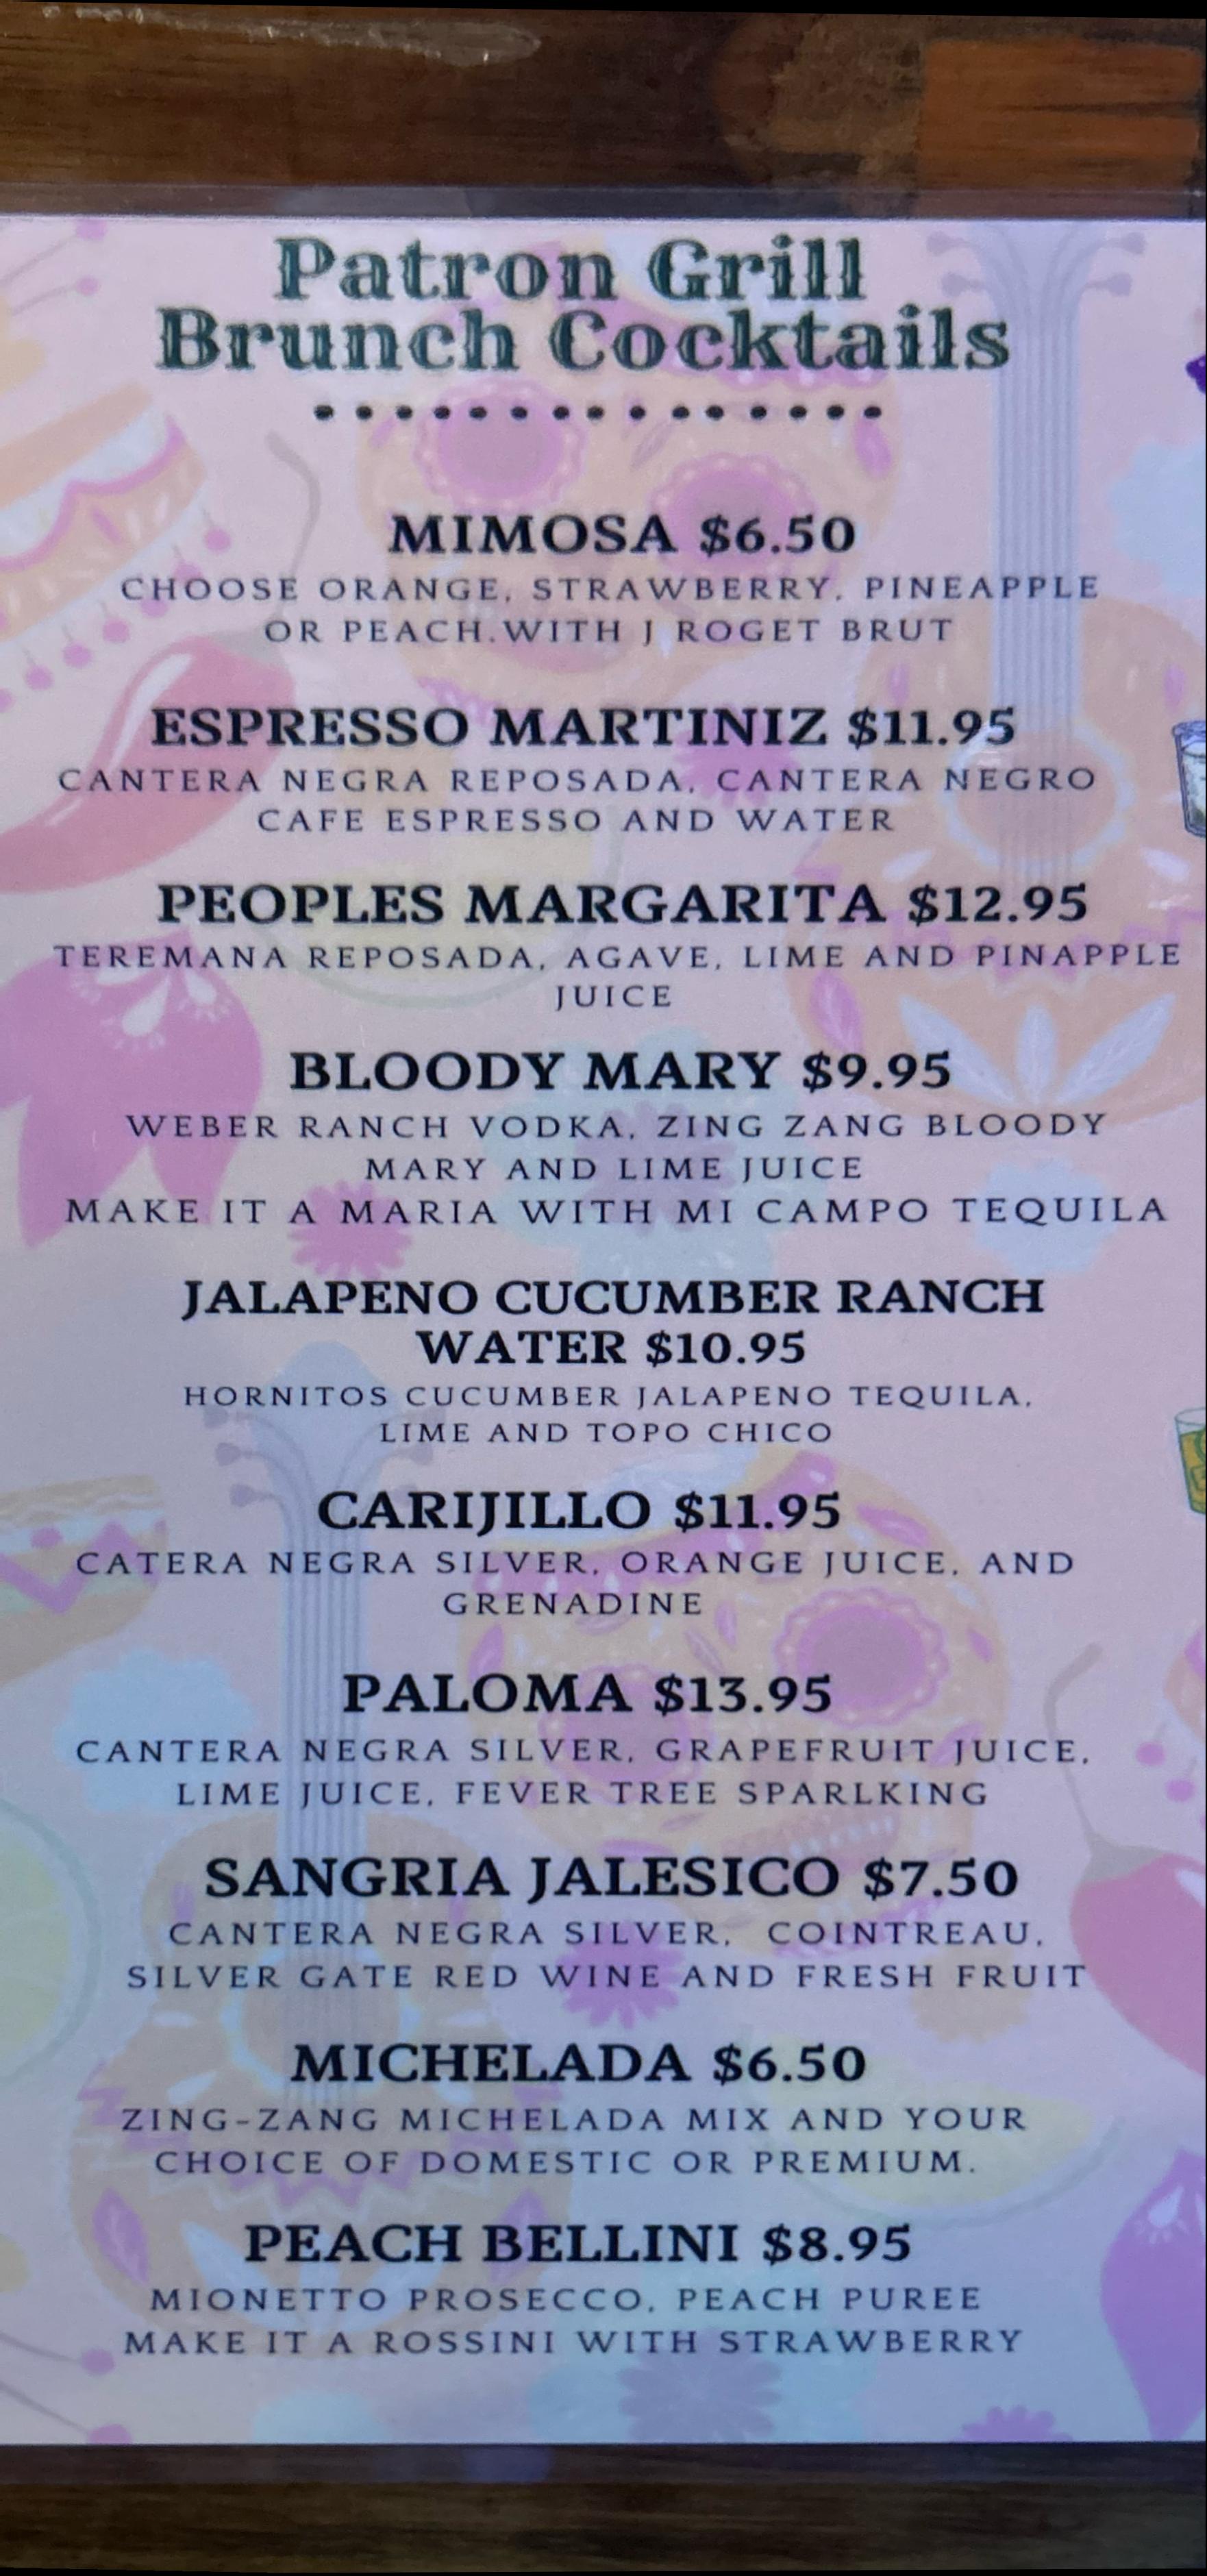 Patron Grill
Brunch Cocktails
MIMOSA $6.50
CHOOSE ORANGE, STRAWBERRY, PINEAPPLE
OR PEACH.WITH J ROGET BRUT
ESPRESSO MARTINIZ $11.95
CANTERA NEGRA REPOSADA, CANTERA NEGRO
CAFE ESPRESSO AND WATER
PEOPLES MARGARITA $12.95
TEREMANA REPOSADA, AGAVE, LIME AND PINAPPLE
JUICE
BLOODY MARY $9.95
WEBER RANCH VODKA, ZING ZANG BLOODY
MARY AND LIME JUICE
MAKE IT A MARIA WITH MI CAMPO TEQUILA
JALAPENO CUCUMBER RANCH
WATER $10.95
HORNITOS CUCUMBER JALAPENO TEQUILA,
LIME AND TOPO CHICO
CARIJILLO $11.95
CATERA NEGRA SILVER, ORANGE JUICE, AND
GRENADINE
PALOMA $13.95
CANTERA NEGRA SILVER, GRAPEFRUIT JUICE,
LIME JUICE, FEVER TREE SPARLKING
SANGRIA JALESICO $7.50
CANTERA NEGRA SILVER, COINTREAU,
SILVER GATE RED WINE AND FRESH FRUIT
MICHELADA $6.50
ZING-ZANG MICHELADA MIX AND YOUR
CHOICE OF DOMESTIC OR PREMIUM.
PEACH BELLINI $8.95
MIONETTO PROSECCO, PEACH PUREE
MAKE IT A ROSSINI WITH STRAWBERRY